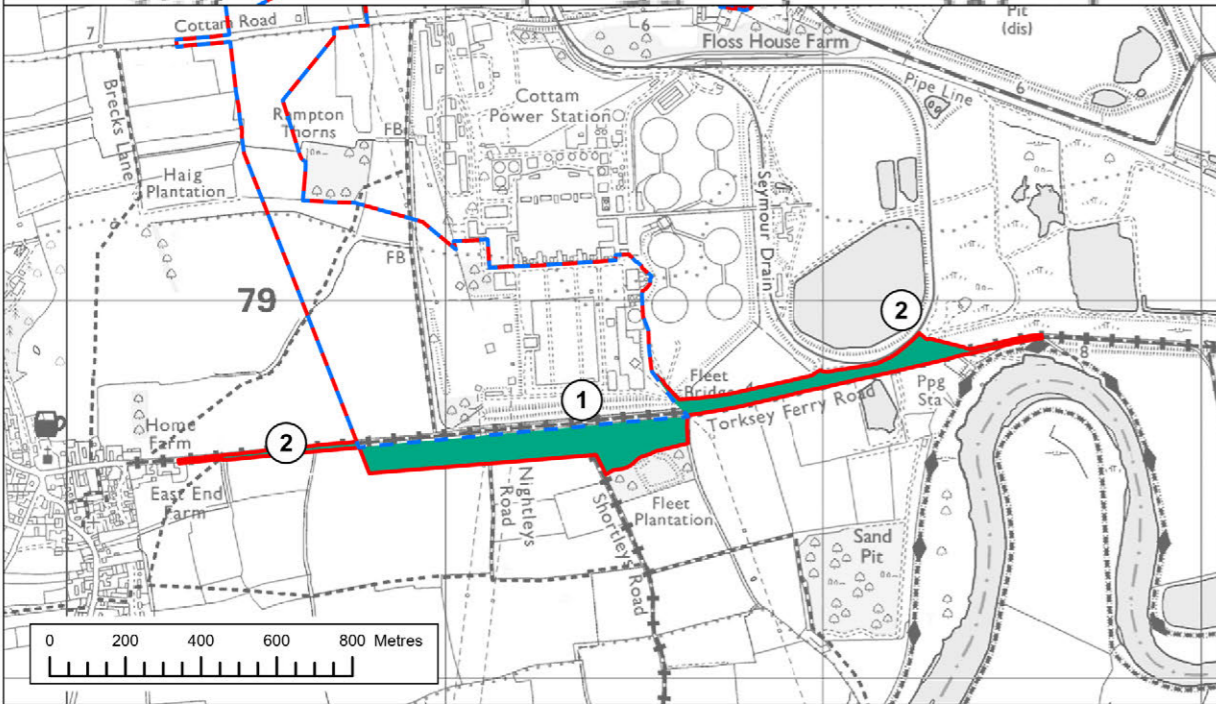 Cottam Road
7
6
Floss House Farm
Pit
(dis)
Brecks Lane
Rampton
Thorns
FB
Cottam
Power Station
Pipe Line
6
Haig
Plantation
Seymour Drain
FB
79
2
Fleet
Bridge
1
8
Ppg
Sta
Torksey Ferry Road
Home
Farm
2
East End
Farm
Nightleys
Road
Shortleys Road
Fleet
Plantation
Sand
Pit
0 200 400 600 800 Metres